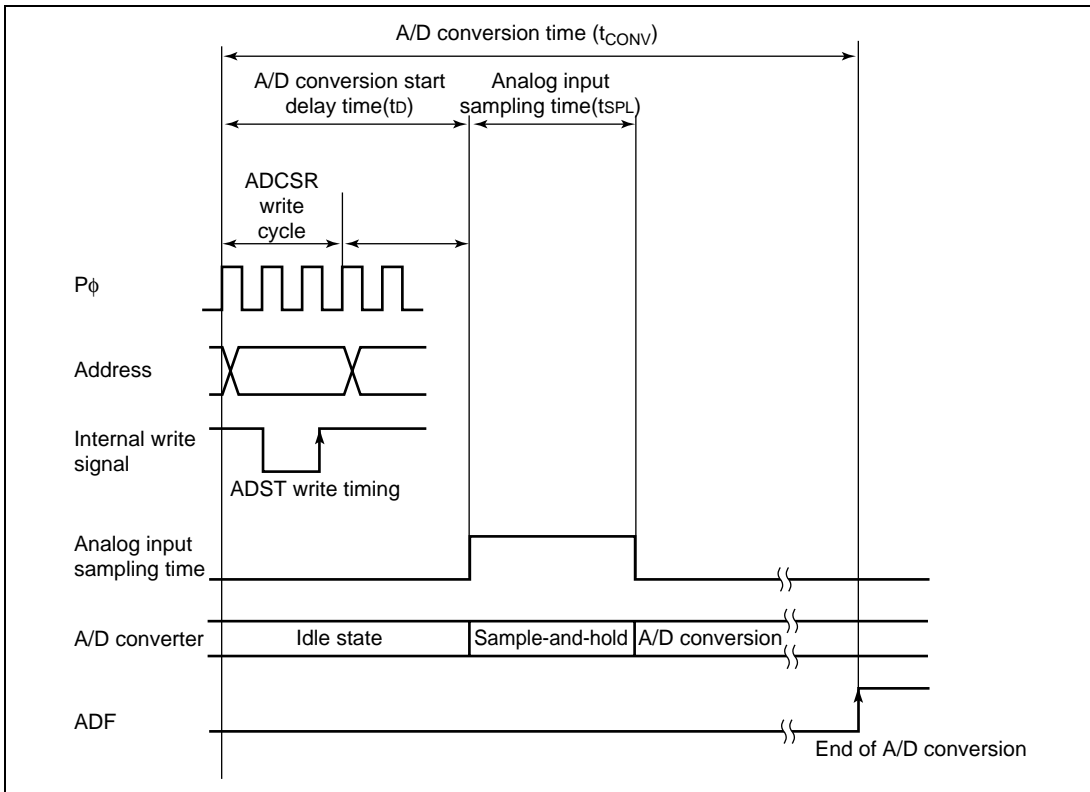 A/D conversion time (tCONV)
A/D conversion start
delay time(tD)
Analog input
sampling time(tSPL)
ADCSR
write
cycle
Pϕ
Address
Internal write
signal
ADST write timing
Analog input
sampling time
A/D converter
Idle state
Sample-and-hold
A/D conversion
ADF
End of A/D conversion